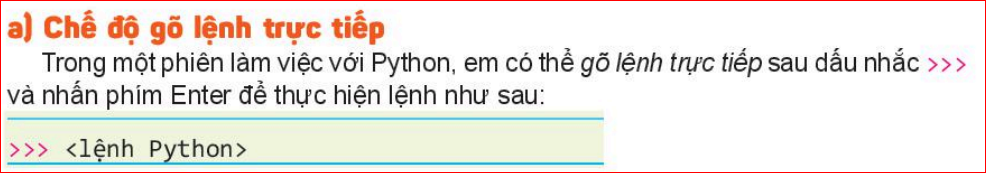 a) Chế độ gõ lệnh trực tiếp
Trong một phiên làm việc với Python, em có thể gõ lệnh trực tiếp sau dấu nhắc >>>
và nhấn phím Enter để thực hiện lệnh như sau:
>>> <lệnh Python>